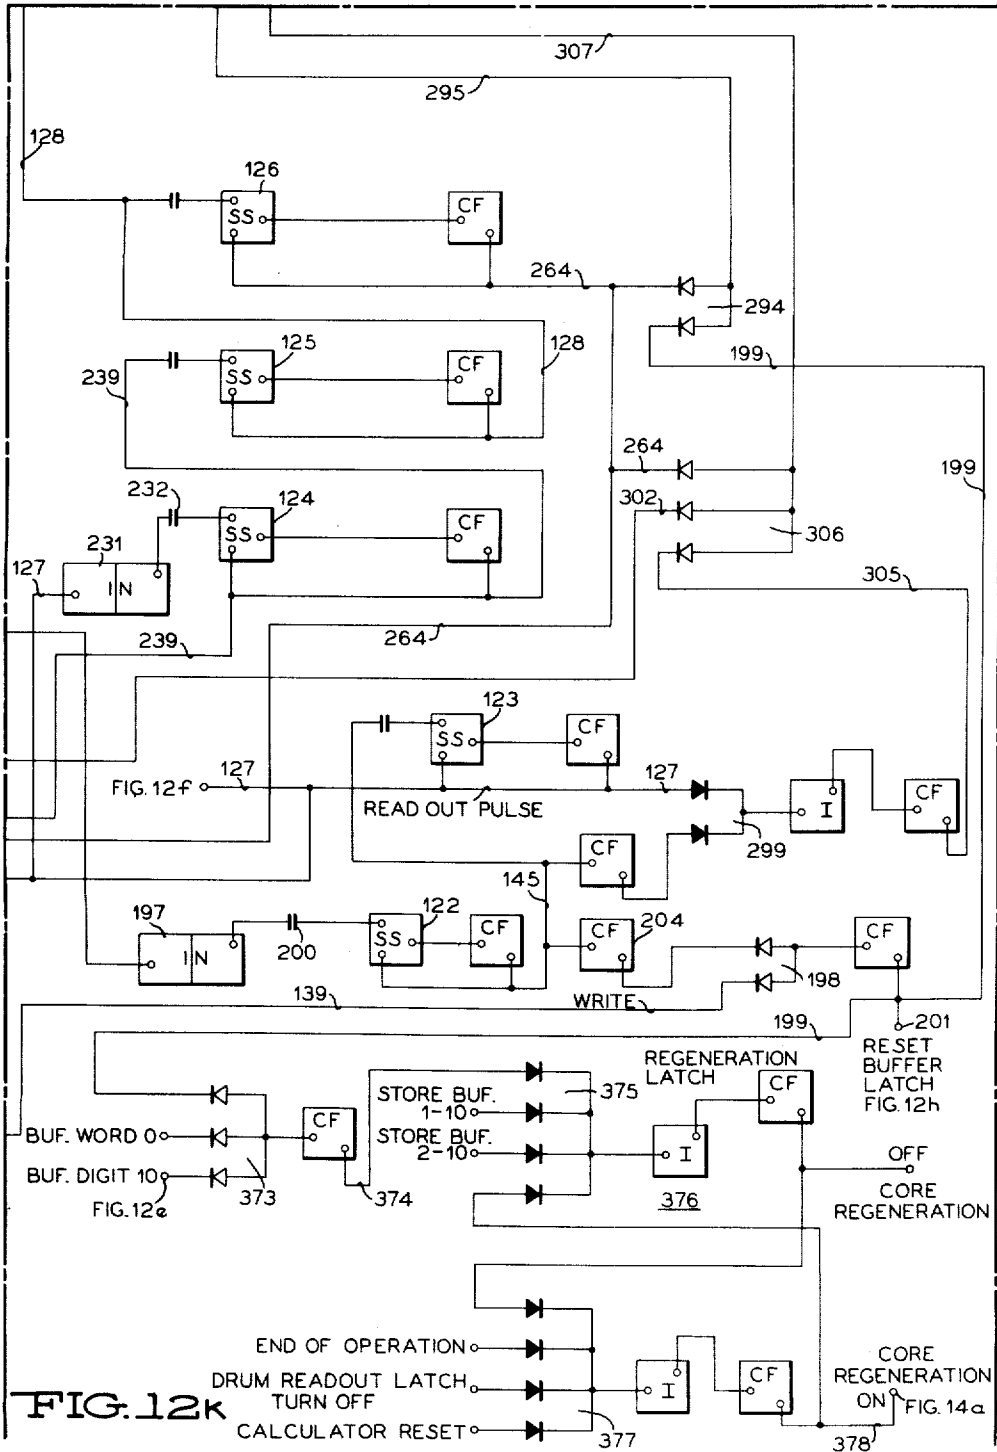 307
295
128
126
SS
CF
264
294
125
128
199
SS
CF
239
264
199
232
124
302
CF
SS
306
231
127
IN
305
239
264
123
SS
CF
FIG. 12f
127
127
CF
I
READ OUT PULSE
299
CF
145
197
122
204
CF
SS
CF
CF
IN
200
198
139
WRITE
199
201
RESET
BUFFER
LATCH
FIG. 12h
REGENERATION
LATCH
375
CF
STORE BUF.
1-10
CF
STORE BUF.
2-10
BUF. WORD 0
I
OFF
BUF. DIGIT 10
373
374
376
CORE
REGENERATION
FIG. 12e
END OF OPERATION
DRUM READOUT LATCH
TURN OFF
I
CF
CORE
REGENERATION
ON
FIG. 14a
FIG. 12K
CALCULATOR RESET
377
378